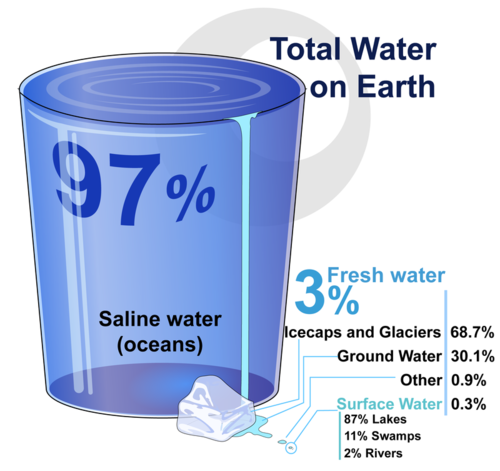 Total Water
on Earth
97%
Saline water
(oceans)
3%
Fresh water
Icecaps and Glaciers 68.7%
Ground Water 30.1%
Other 0.9%
Surface Water 0.3%
87% Lakes
11% Swamps
2% Rivers